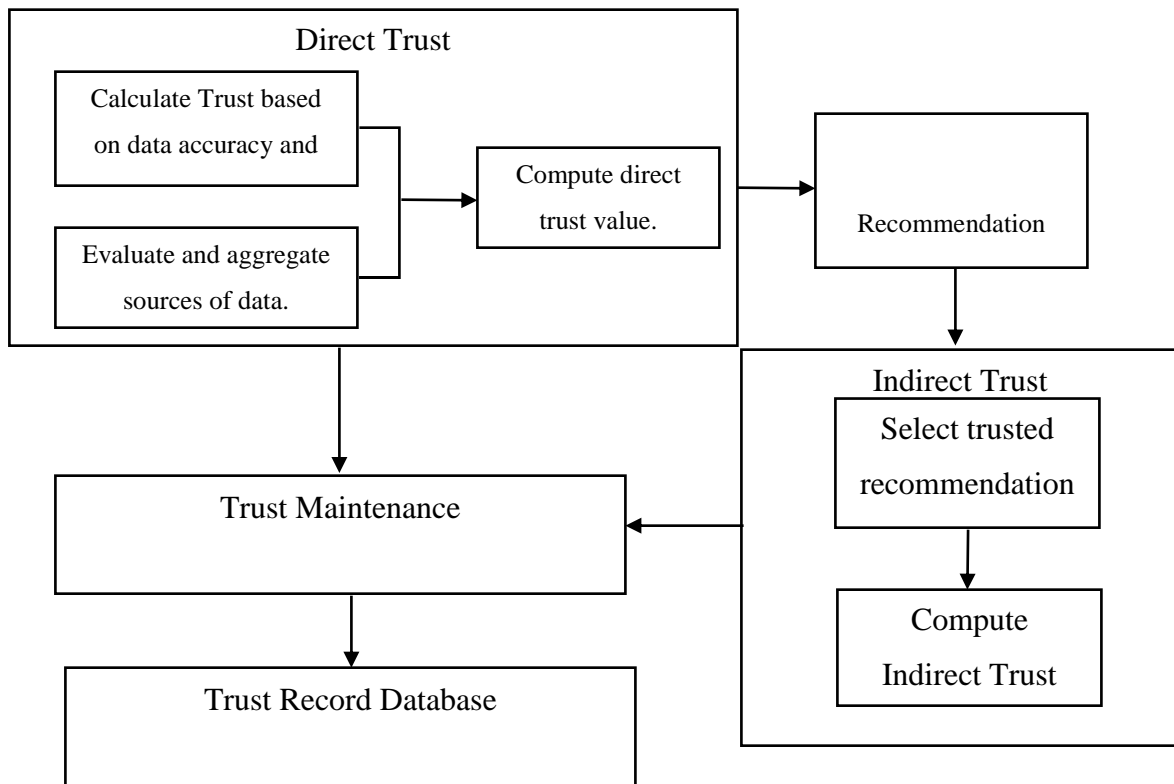 Direct Trust
Calculate Trust based
on data accuracy and
Evaluate and aggregate
sources of data.
Compute direct
trust value.
Recommendation
Indirect Trust
Select trusted
recommendation
Compute
Indirect Trust
Trust Maintenance
Trust Record Database